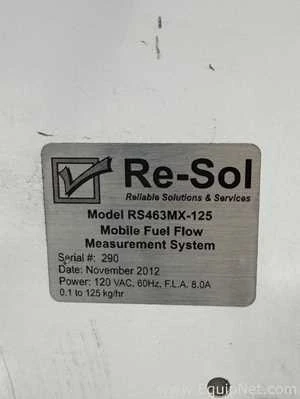 Re-Sol
Reliable Solutions & Services
Model RS463MX-125
Mobile Fuel Flow
Measurement System
Serial #: 290
Date: November 2012
Power: 120 VAC, 60Hz, F.L.A. 8.0A
0.1 to 125 kg/hr
© EquipNet.com